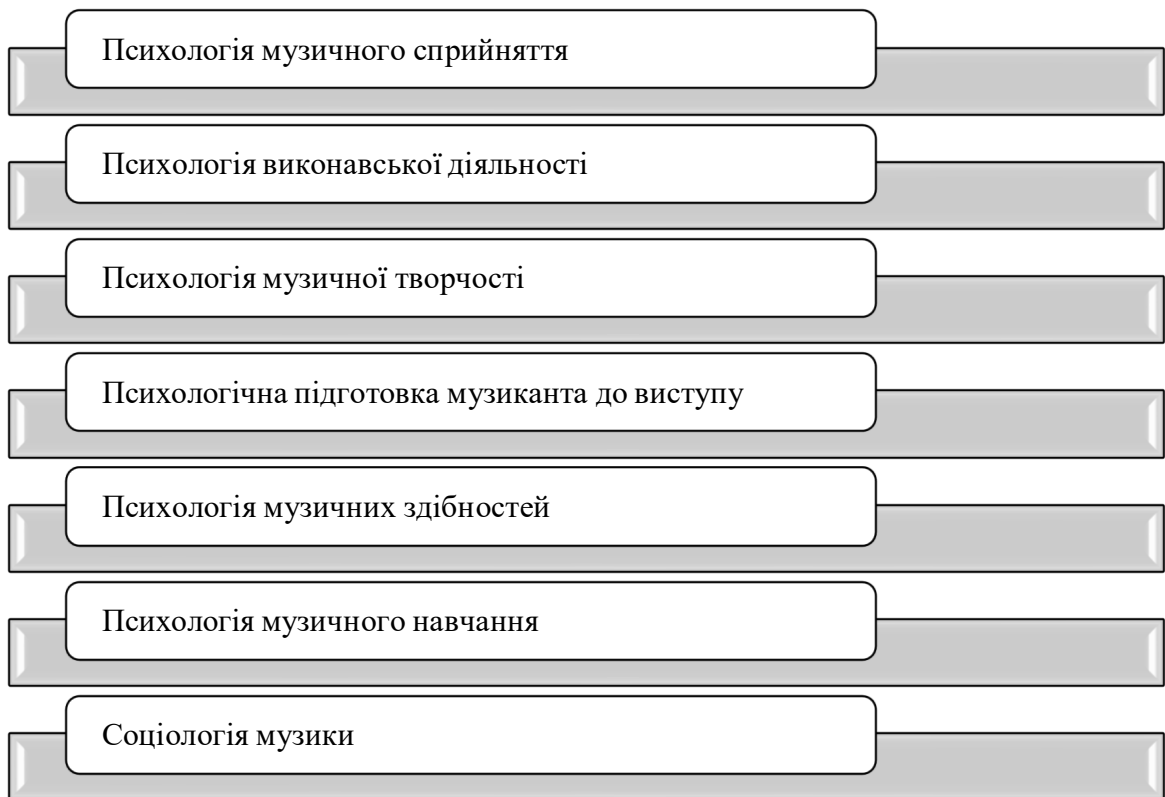 Психологія музичного сприйняття
Психологія виконавської діяльності
Психологія музичної творчості
Психологічна підготовка музиканта до виступу
Психологія музичних здібностей
Психологія музичного навчання
Соціологія музики